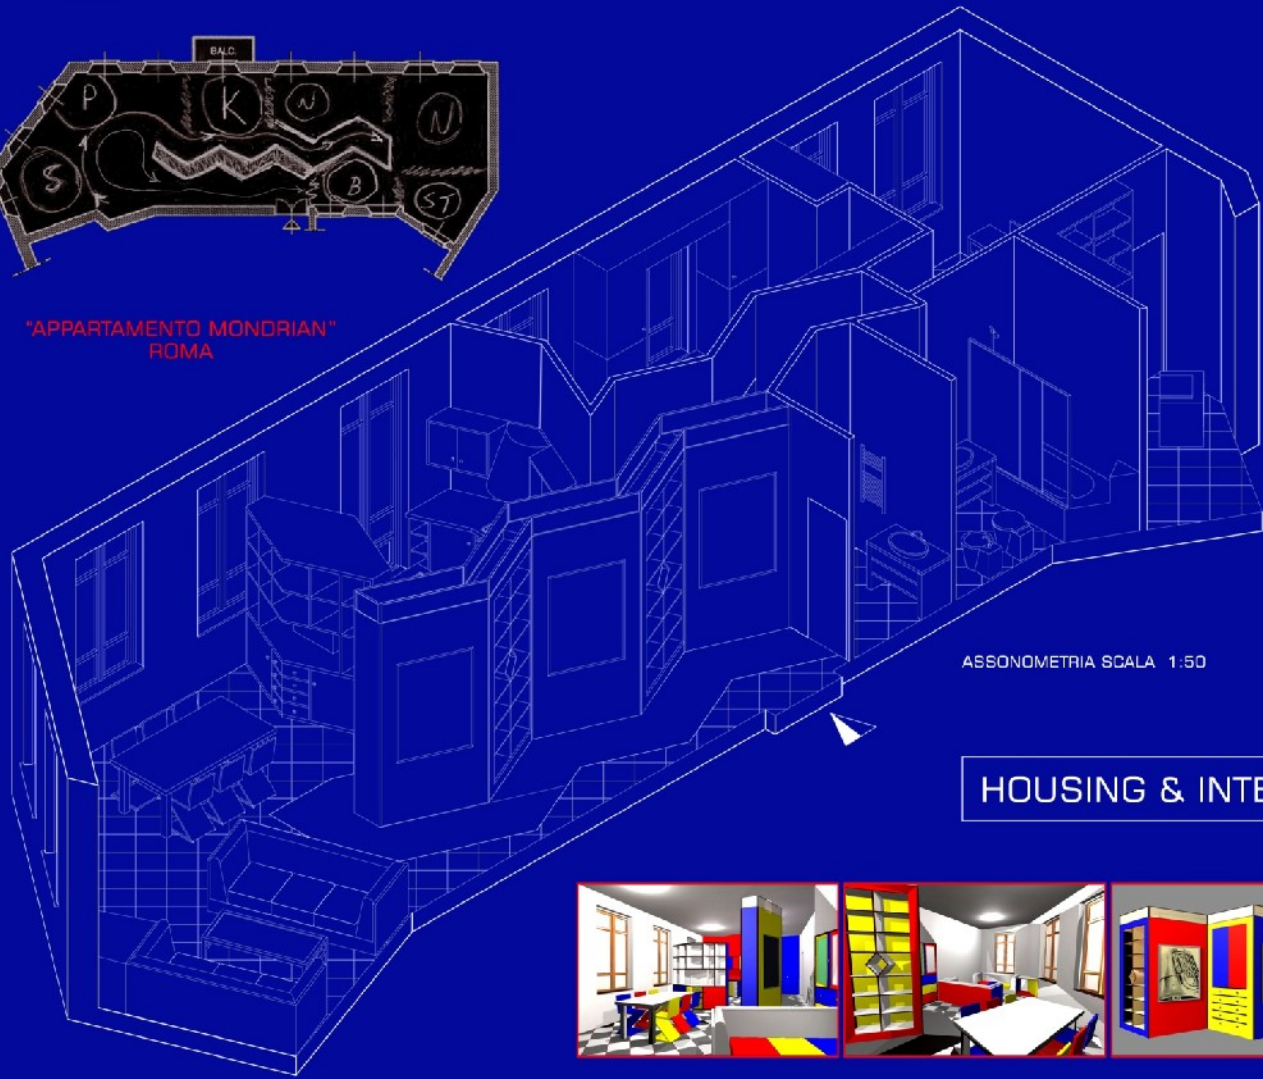 BALC.
P
K
N
N
S
B
ST
"APPARTAMENTO MONDRIAN"
ROMA
ASSONOMETRIA SCALA 1:50
HOUSING & INTE